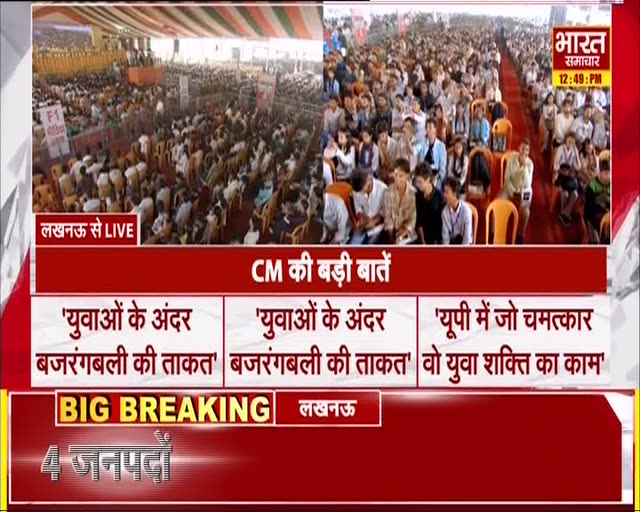 भारत
समाचार
12:49:PM
F1
लखनऊ से LIVE
CM की बड़ी बातें
'युवाओं के अंदर
बजरंगबली की ताकत'
'युवाओं के अंदर
बजरंगबली की ताकत'
'यूपी में जो चमत्कार
वो युवा शक्ति का काम'
BIG BREAKING
लखनऊ
4 जनपदों